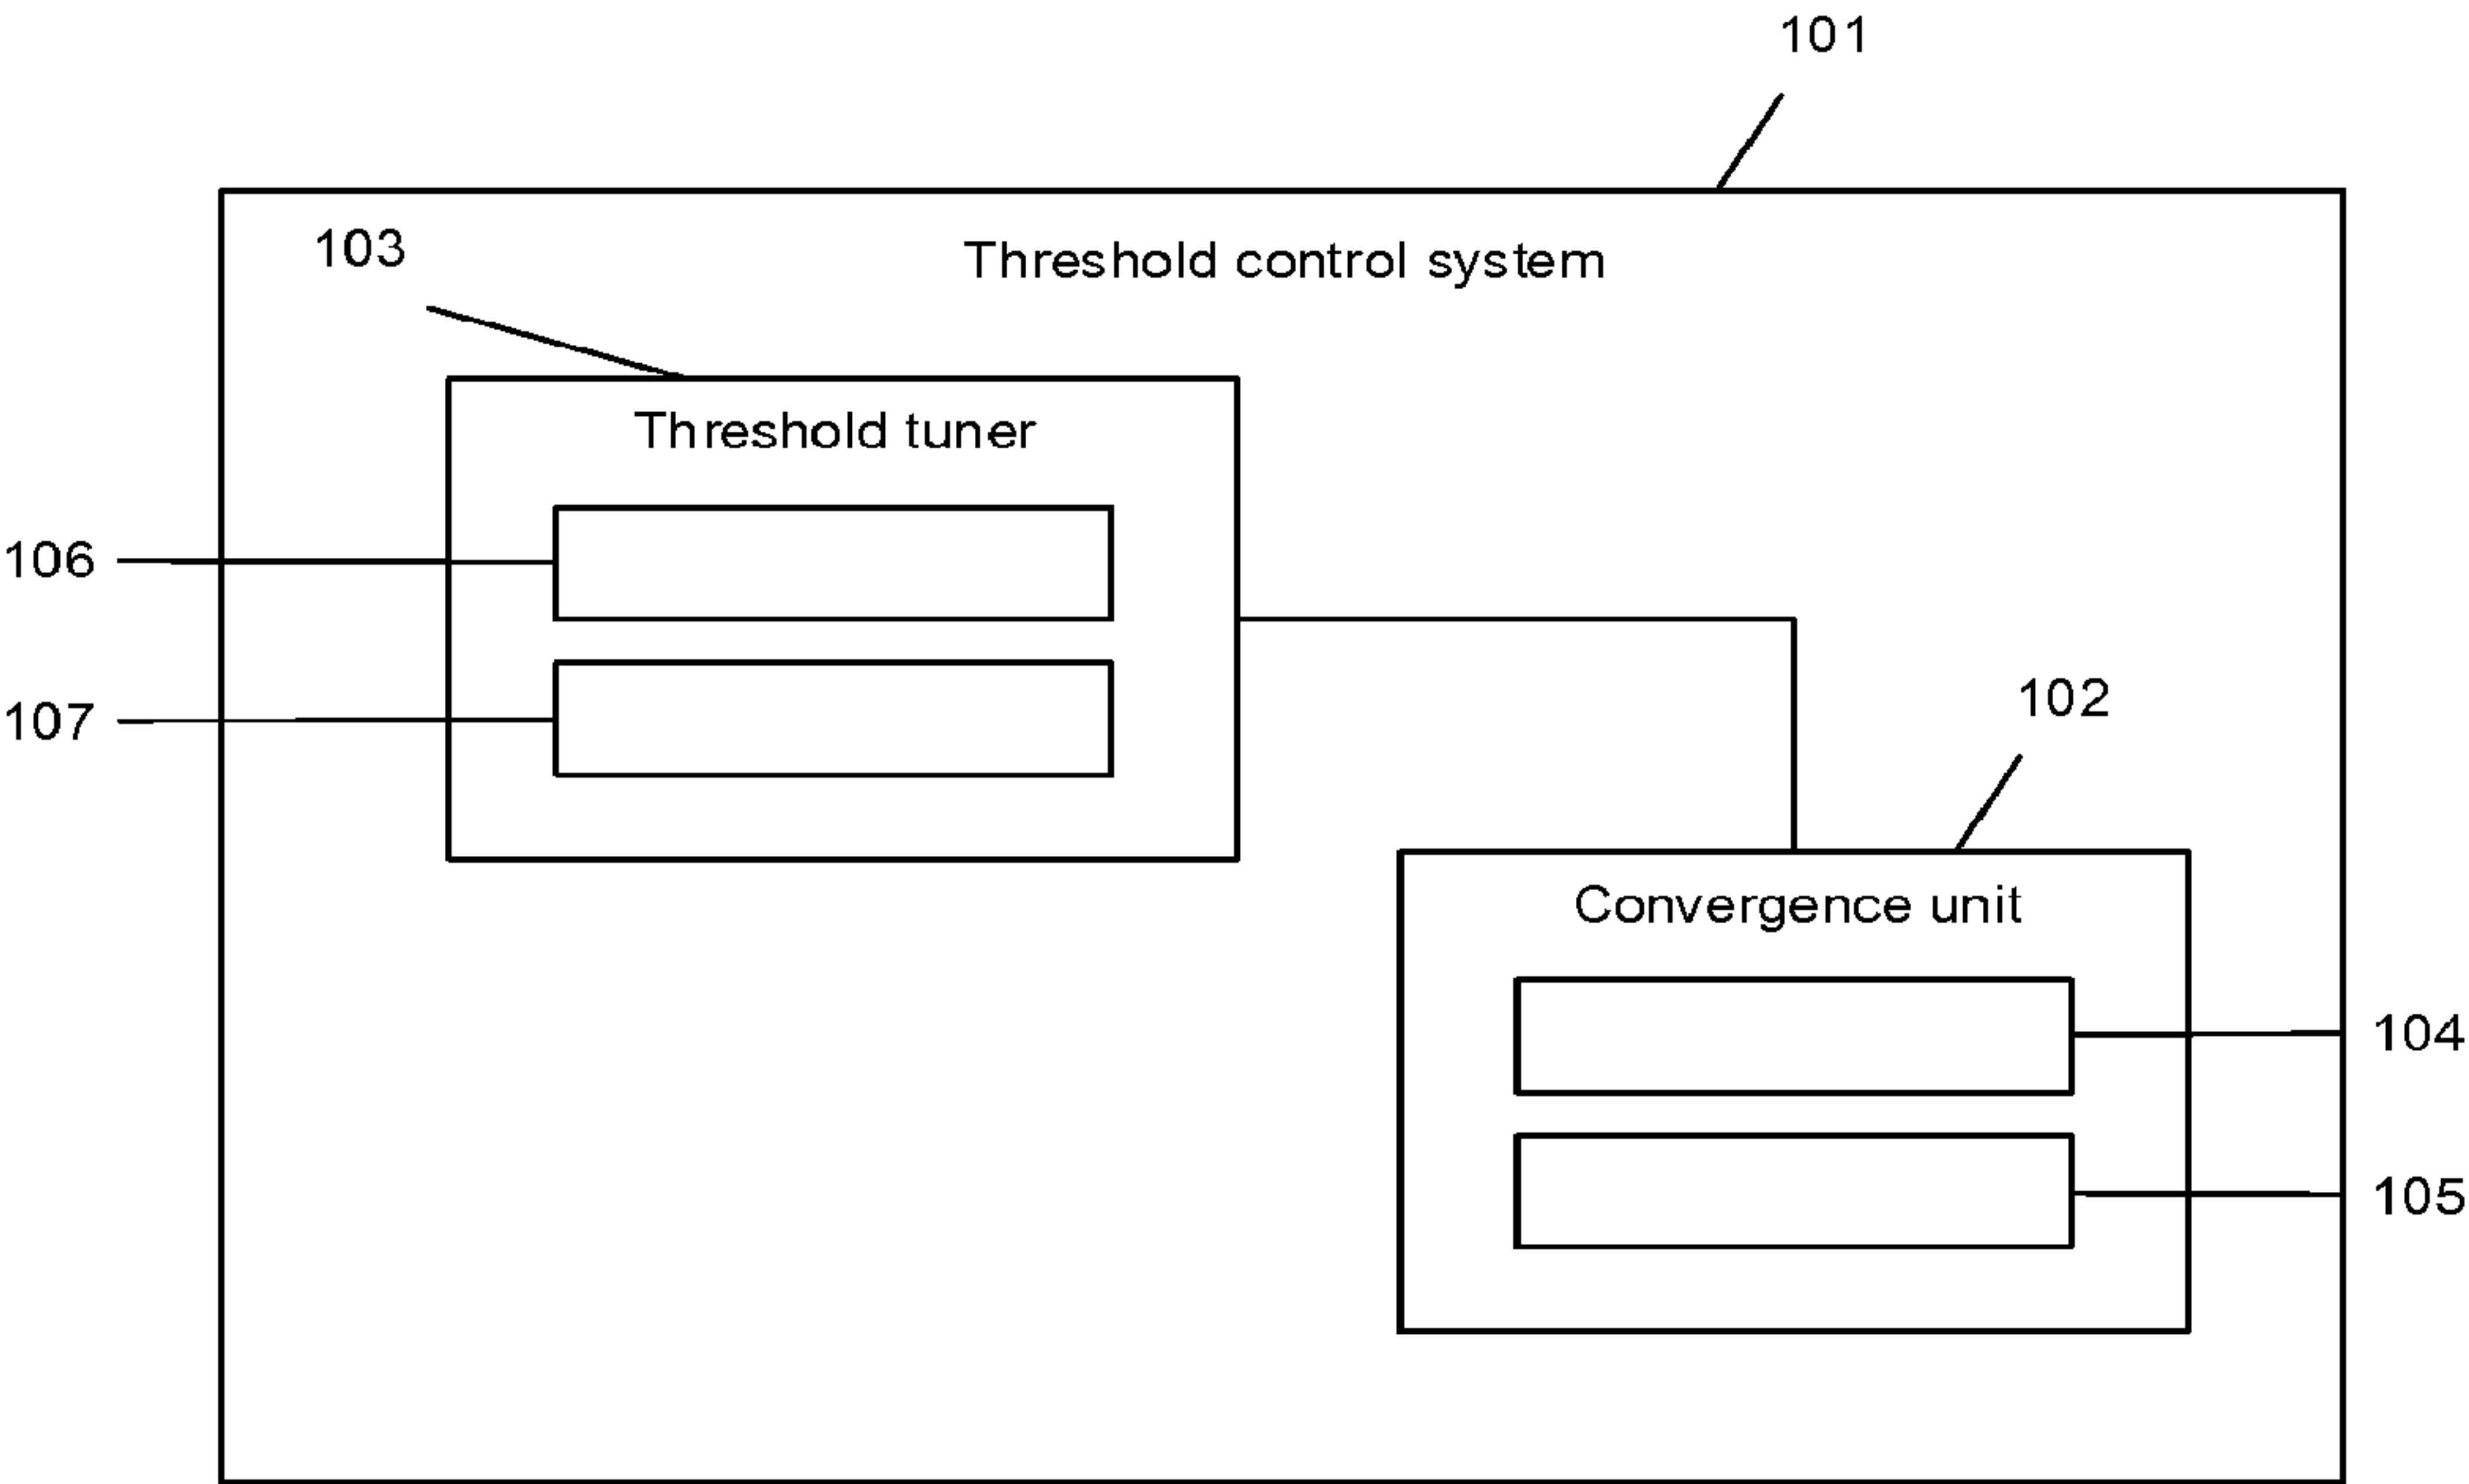 101
103
Threshold control system
Threshold tuner
106
107
102
Convergence unit
104
105